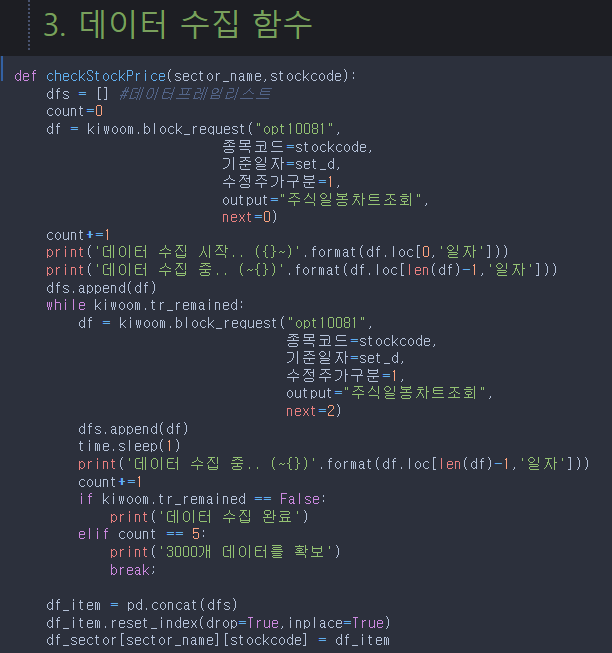 3. 데이터 수집 함수
def checkStockPrice(sector_name,stockcode):
    dfs = [] #데이터프레임리스트
    count=0
    df = kiwoom.block_request("opt10081",
                          종목코드=stockcode,
                          기준일자=set_d,
                          수정주가구분=1,
                          output="주식일봉차트조회",
                          next=0)
    count+=1
    print('데이터 수집 시작.. ({}~)'.format(df.loc[0,'일자']))
    print('데이터 수집 중.. (~{})'.format(df.loc[len(df)-1,'일자']))
    dfs.append(df)
    while kiwoom.tr_remained:
        df = kiwoom.block_request("opt10081",
                                  종목코드=stockcode,
                                  기준일자=set_d,
                                  수정주가구분=1,
                                  output="주식일봉차트조회",
                                  next=2)
        dfs.append(df)
        time.sleep(1)
        print('데이터 수집 중.. (~{})'.format(df.loc[len(df)-1,'일자']))
        count+=1
        if kiwoom.tr_remained == False:
            print('데이터 수집 완료')
        elif count == 5:
            print('3000개 데이터를 확보')
            break;
    df_item = pd.concat(dfs)
    df_item.reset_index(drop=True,inplace=True)
    df_sector[sector_name][stockcode] = df_item